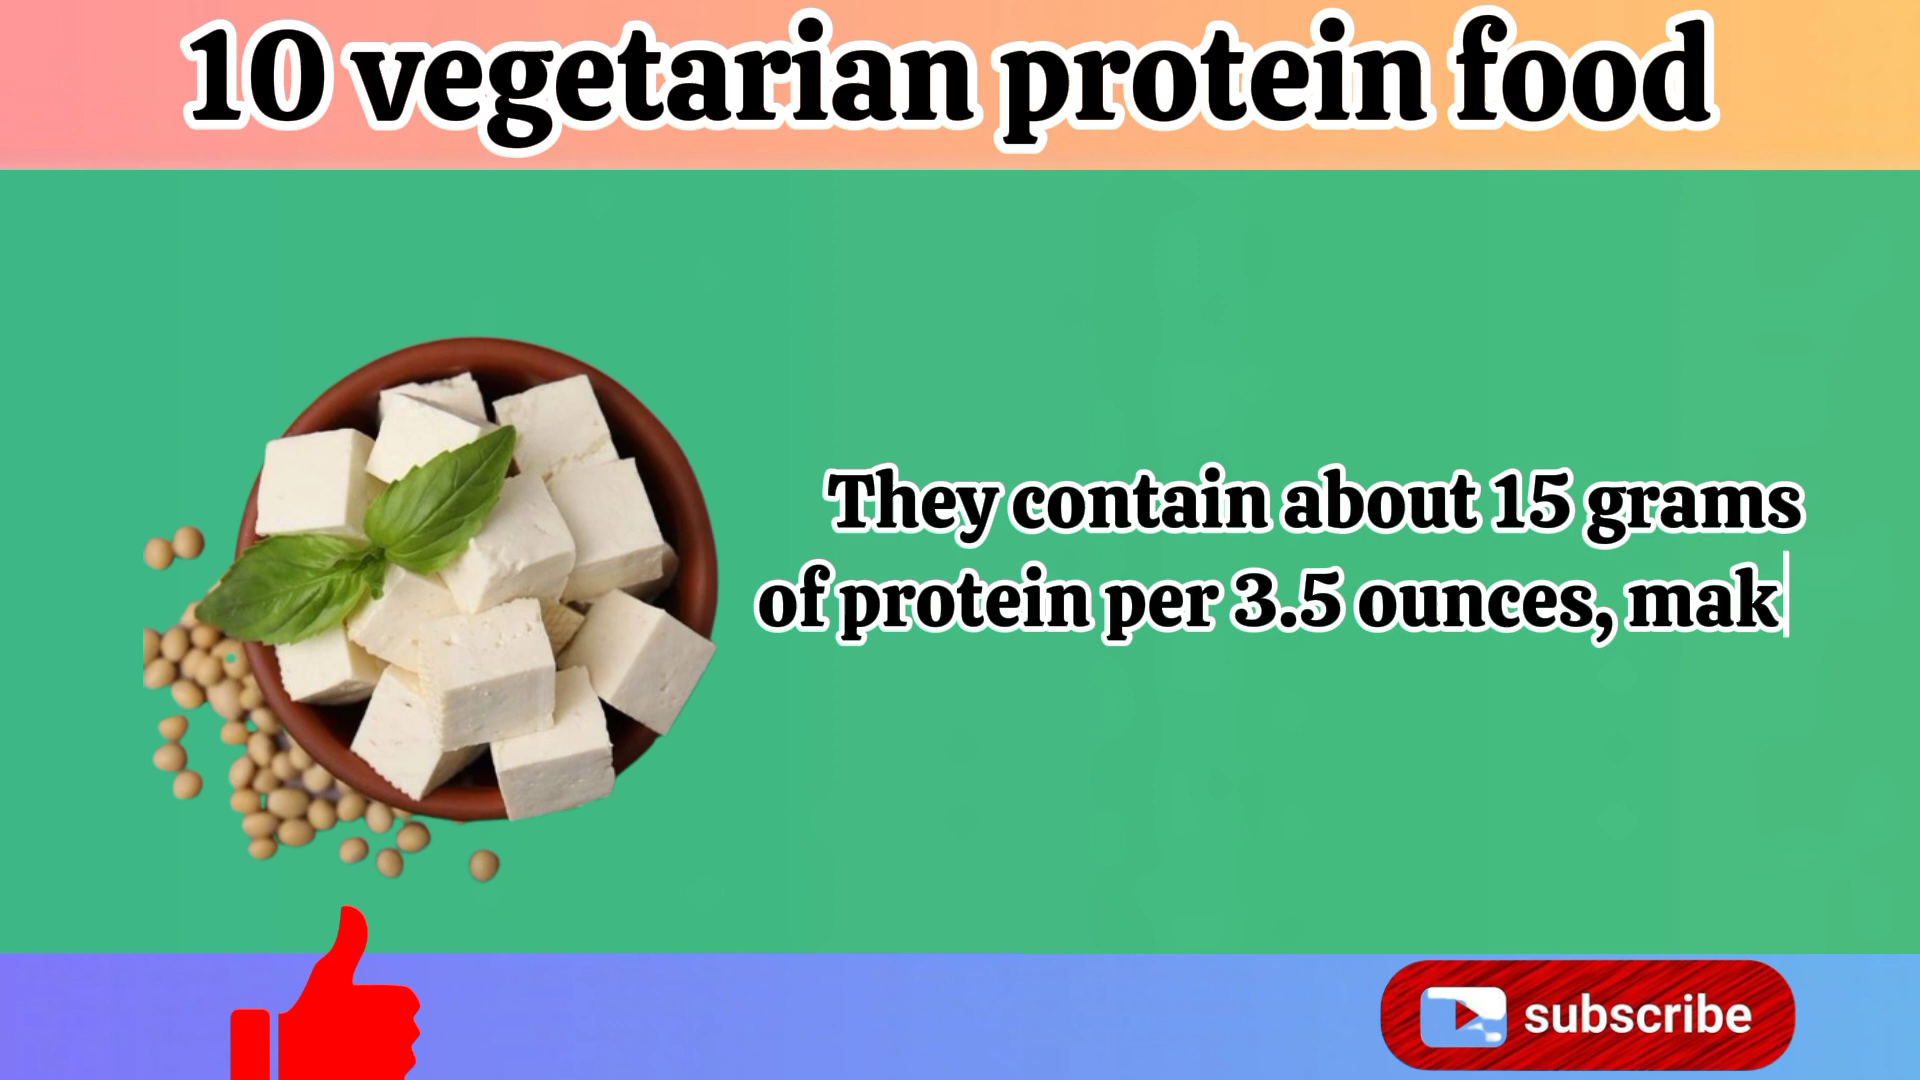 10 vegetarian protein food
They contain about 15 grams
of protein per 3.5 ounces, mak
subscribe